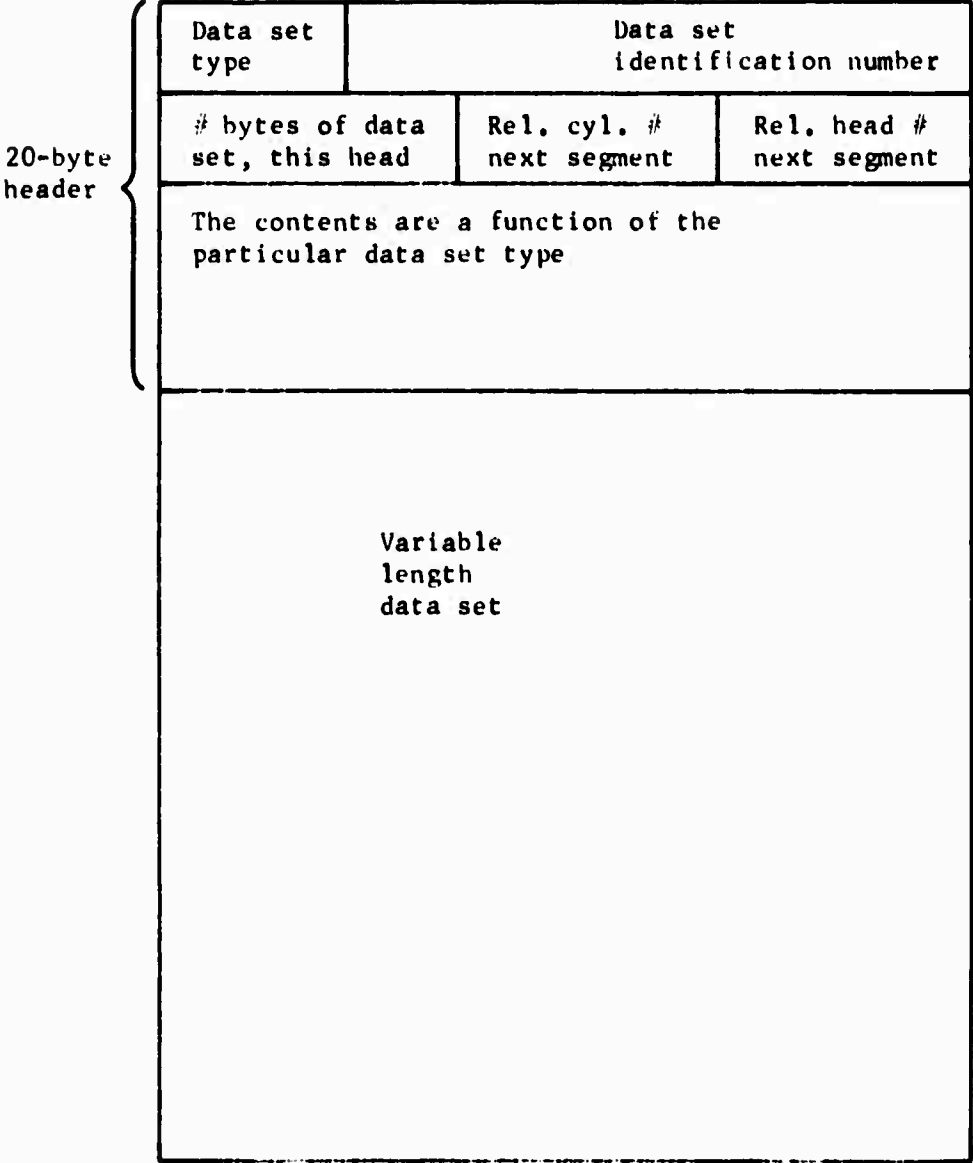 Data set
type
Data set
identification number
# bytes of data
set, this head
Rel. cyl. #
next segment
Rel. head #
next segment
20-byte
header
The contents are a function of the
particular data set type
Variable
length
data set